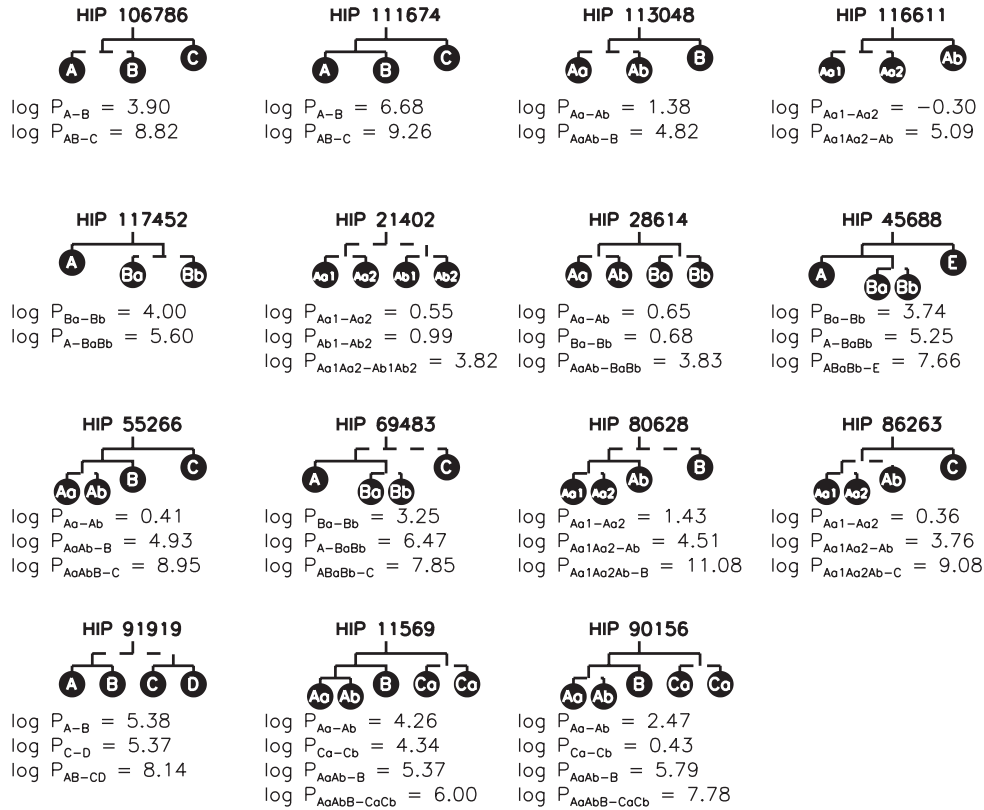 HIP 106786 HIP 111674 HIP 113048 HIP 116611
A B C A B C Aa Ab B Aa1 Aa2 Ab
log P_A−B = 3.90 log P_A−B = 6.68 log P_Aa−Ab = 1.38 log P_Aa1−Aa2 = −0.30
log P_AB−C = 8.82 log P_AB−C = 9.26 log P_AaAb−B = 4.82 log P_Aa1Aa2−Ab = 5.09
HIP 117452 HIP 21402 HIP 28614 HIP 45688
A Ba Bb Aa1 Aa2 Ab1 Ab2 Aa Ab Ba Bb A Ba Bb E
log P_Ba−Bb = 4.00 log P_Aa1−Aa2 = 0.55 log P_Aa−Ab = 0.65 log P_Ba−Bb = 3.74
log P_A−BaBb = 5.60 log P_Ab1−Ab2 = 0.99 log P_Ba−Bb = 0.68 log P_A−BaBb = 5.25
log P_Aa1Aa2−Ab1Ab2 = 3.82 log P_AaAb−BaBb = 3.83 log P_ABaBb−E = 7.66
HIP 55266 HIP 69483 HIP 80628 HIP 86263
Aa Ab B C A Ba Bb C Aa1 Aa2 Ab B Aa1 Aa2 Ab C
log P_Aa−Ab = 0.41 log P_Ba−Bb = 3.25 log P_Aa1−Aa2 = 1.43 log P_Aa1−Aa2 = 0.36
log P_AaAb−B = 4.93 log P_A−BaBb = 6.47 log P_Aa1Aa2−Ab = 4.51 log P_Aa1Aa2−Ab = 3.76
log P_AaAbB−C = 8.95 log P_ABaBb−C = 7.85 log P_Aa1Aa2Ab−B = 11.08 log P_Aa1Aa2Ab−C = 9.08
HIP 91919 HIP 11569 HIP 90156
A B C D Aa Ab B Ca Ca Aa Ab B Ca Ca
log P_A−B = 5.38 log P_Aa−Ab = 4.26 log P_Aa−Ab = 2.47
log P_C−D = 5.37 log P_Ca−Cb = 4.34 log P_Ca−Cb = 0.43
log P_AB−CD = 8.14 log P_AaAb−B = 5.37 log P_AaAb−B = 5.79
log P_AaAbB−CaCb = 6.00 log P_AaAbB−CaCb = 7.78